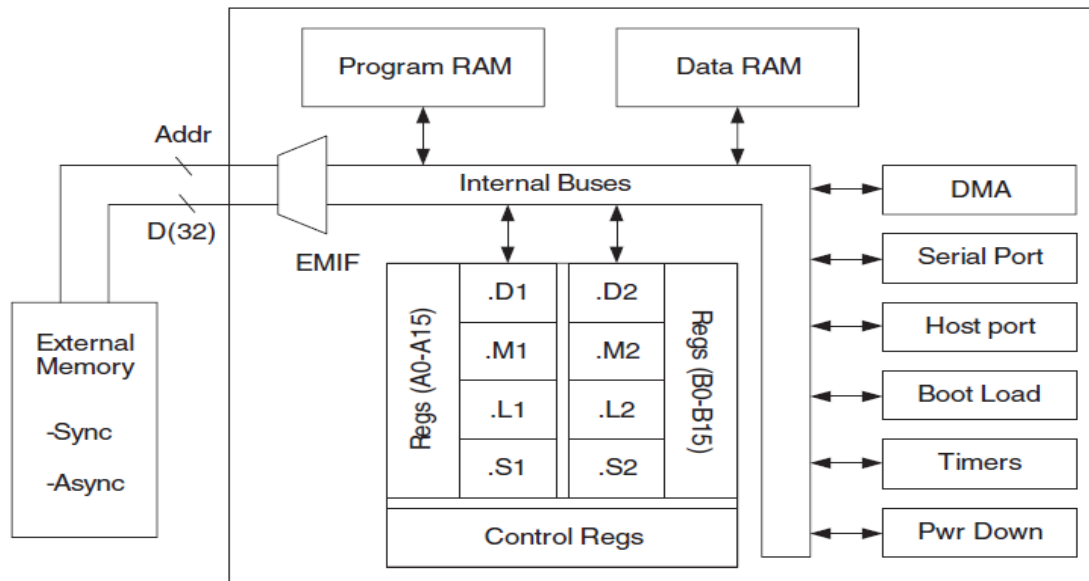 Program RAM
Data RAM
Addr
Internal Buses
DMA
D(32)
EMIF
Serial Port
External
Memory
-Sync
-Async
Regs (A0-A15)
.D1
.D2
.M1
.M2
.L1
.L2
.S1
.S2
Regs (B0-B15)
Control Regs
Host port
Boot Load
Timers
Pwr Down